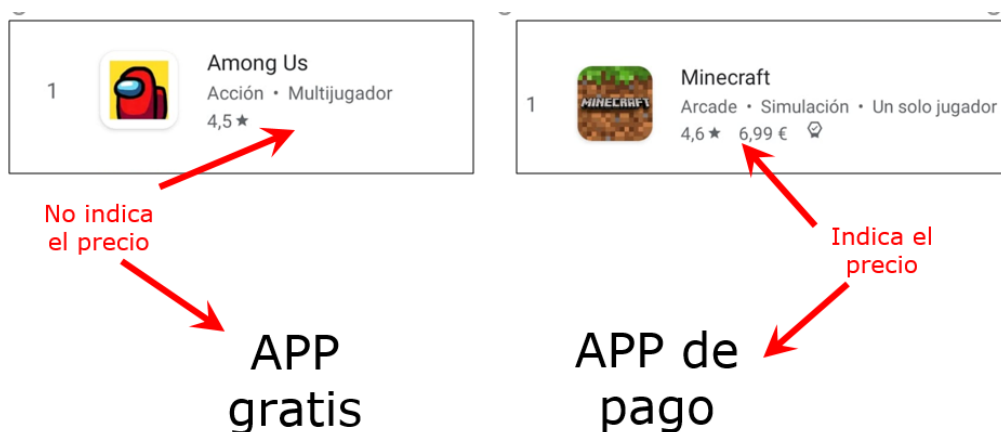 1
Among Us
Acción • Multijugador
4,5 ★
1
MINECRAFT
Minecraft
Arcade • Simulación • Un solo jugador
4,6 ★ 6,99 €
No indica
el precio
Indica el
precio
APP
gratis
APP de
pago